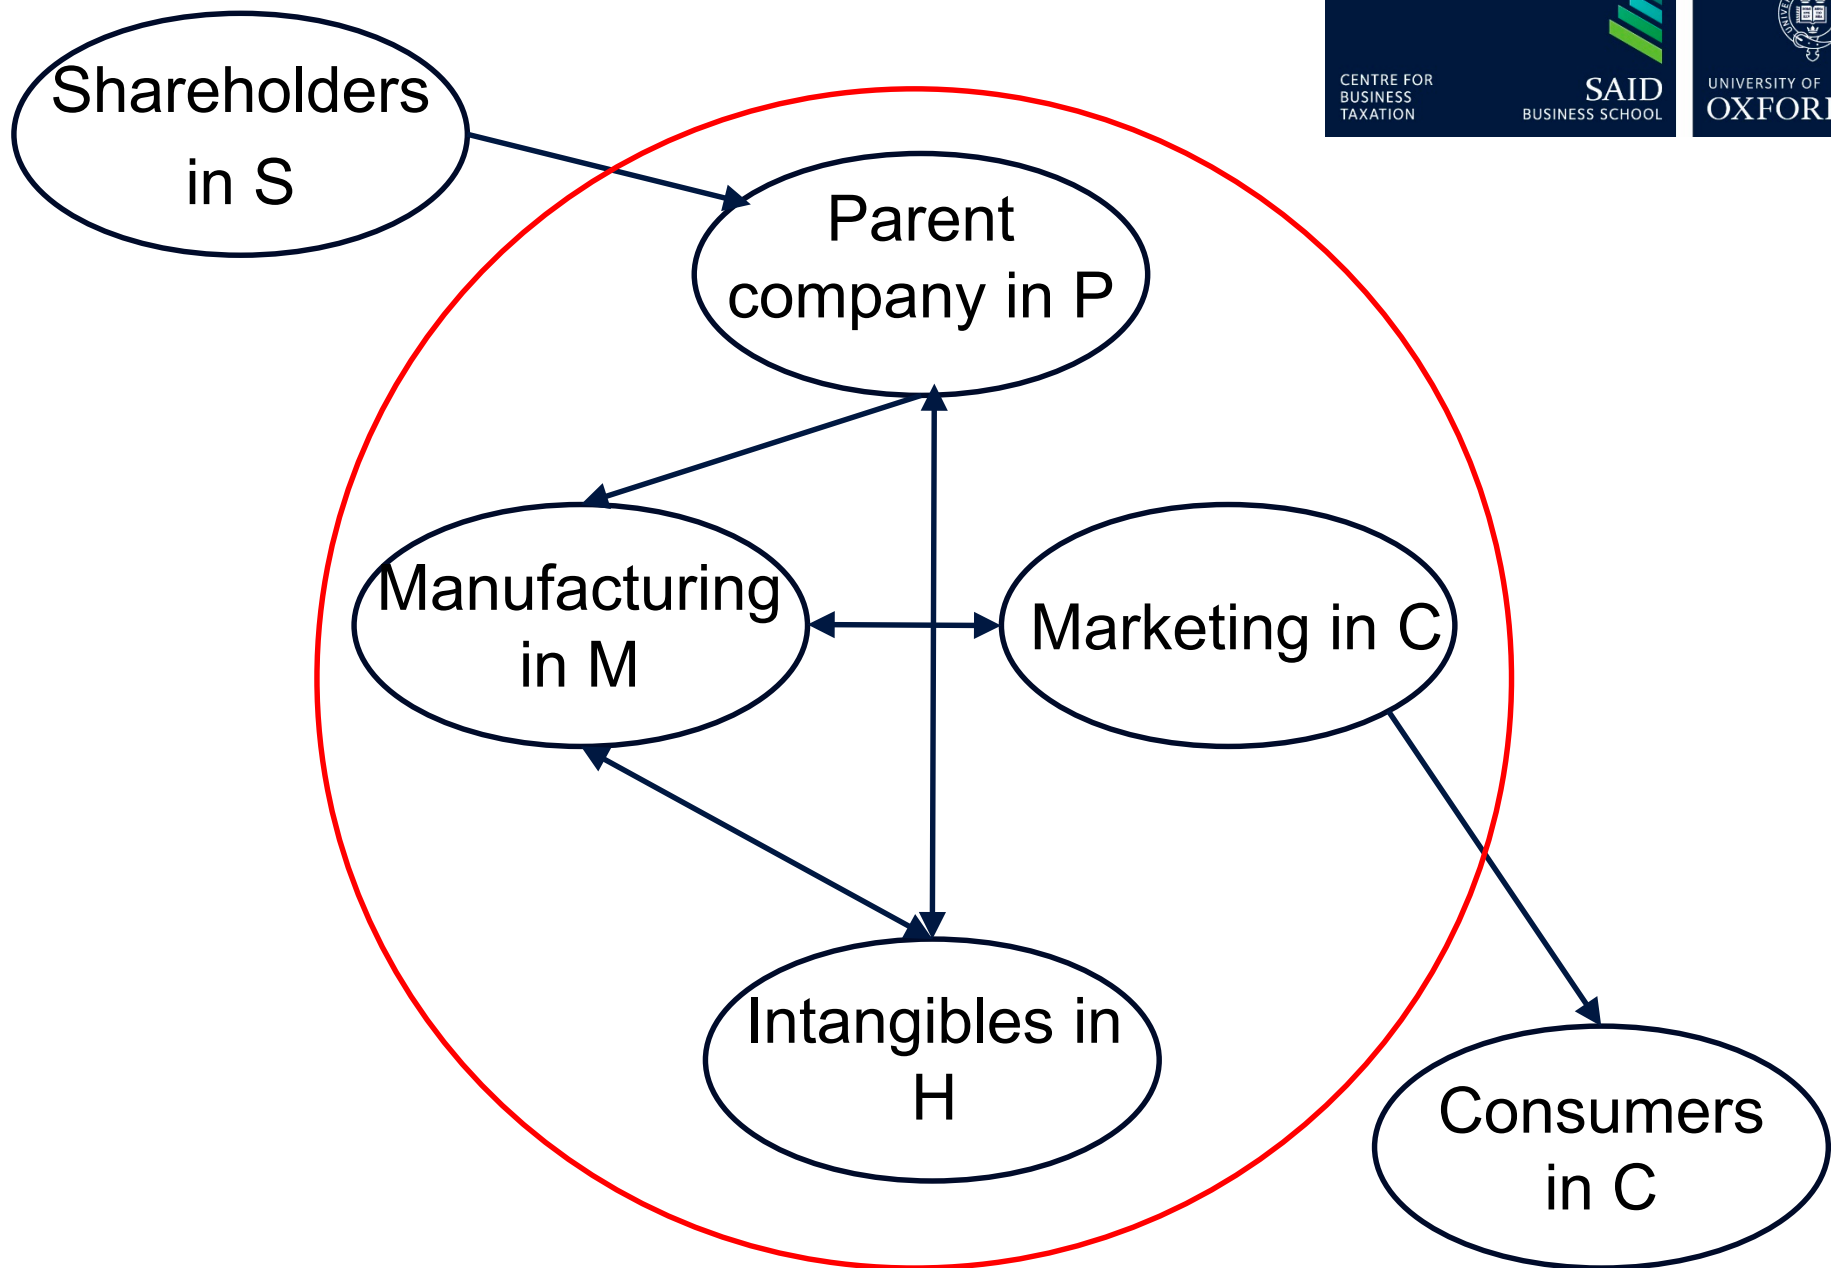 Shareholders
in S
CENTRE FOR
BUSINESS
TAXATION
SAID
BUSINESS SCHOOL
UNIVERSITY OF
Parent
company in P
Manufacturing
in M
Marketing in C
Intangibles in
H
Consumers
in C